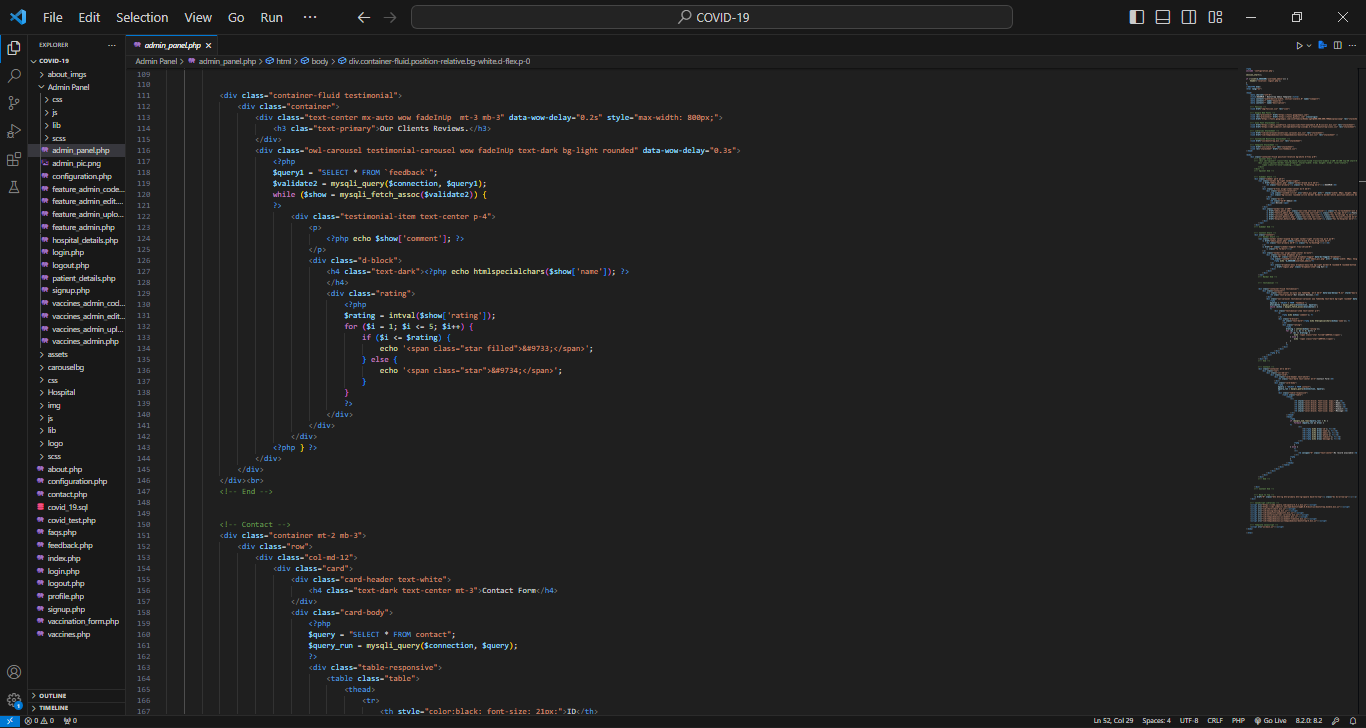 File Edit Selection View Go Run ··· COVID-19
EXPLORER ···
COVID-19
about_imgs
Admin Panel
css
js
lib
scss
admin_panel.php
admin_pic.png
configuration.php
feature_admin_code...
feature_admin_edit....
feature_admin_uplo...
feature_admin.php
hospital_details.php
login.php
logout.php
patient_details.php
signup.php
vaccines_admin_cod...
vaccines_admin_edit...
vaccines_admin_upl...
vaccines_admin.php
assets
carouselbg
css
Hospital
img
js
lib
logo
scss
about.php
configuration.php
contact.php
covid_19.sql
covid_test.php
faqs.php
feedback.php
index.php
login.php
logout.php
profile.php
signup.php
vaccination_form.php
vaccines.php
OUTLINE
TIMELINE
admin_panel.php
Admin Panel > admin_panel.php > html > body > div.container-fluid.position-relative.bg-white.d-flex.p-0
109
110
111 <div class="container-fluid testimonial">
112 <div class="container">
113 <div class="text-center mx-auto wow fadeInUp  mt-3 mb-3" data-wow-delay="0.2s" style="max-width: 800px;">
114 <h3 clas="text-primary">Our Clients Reviews.</h3>
115 </div>
116 <div class="owl-carousel testimonial-carousel wow fadeInUp text-dark bg-light rounded" data-wow-delay="0.3s">
117 <?php
118 $query1 = "SELECT * FROM `feedback`";
119 $validate2 = mysqli_query($connection, $query1);
120 while ($show = mysqli_fetch_assoc($validate2)) {
121 ?>
122 <div class="testimonial-item text-center p-4">
123 <p>
124 <?php echo $show['comment']; ?>
125 </p>
126 <div class="d-block">
127 <h4 class="text-dark"><?php echo htmlspecialchars($show['name']); ?>
128 </h4>
129 <div class="rating">
130 <?php
131 $rating = intval($show['rating']);
132 for ($i = 1; $i <= 5; $i++) {
133 if ($i <= $rating) {
134 echo '<span class="star filled">&#9733;</span>';
135 } else {
136 echo '<span class="star">&#9734;</span>';
137 }
138 }
139 ?>
140 </div>
141 </div>
142 </div>
143 <?php } ?>
144 </div>
145 </div>
146 </div><br>
147 <!-- End -->
148
149
150 <!-- Contact -->
151 <div class="container mt-2 mb-3">
152 <div class="row">
153 <div class="col-md-12">
154 <div class="card">
155 <div class="card-header text-white">
156 <h4 class="text-dark text-center mt-3">Contact Form</h4>
157 </div>
158 <div class="card-body">
159 <?php
160 $query = "SELECT * FROM contact";
161 $query_run = mysqli_query($connection, $query);
162 ?>
163 <div class="table-responsive">
164 <table class="table">
165 <thead>
166 <tr>
167 <th style="color:black; font-size: 21px;">ID</th>
0 0 0 Ln 52, Col 29 Spaces: 4 UTF-8 CRLF PHP Go Live 8.2.0: 8.2